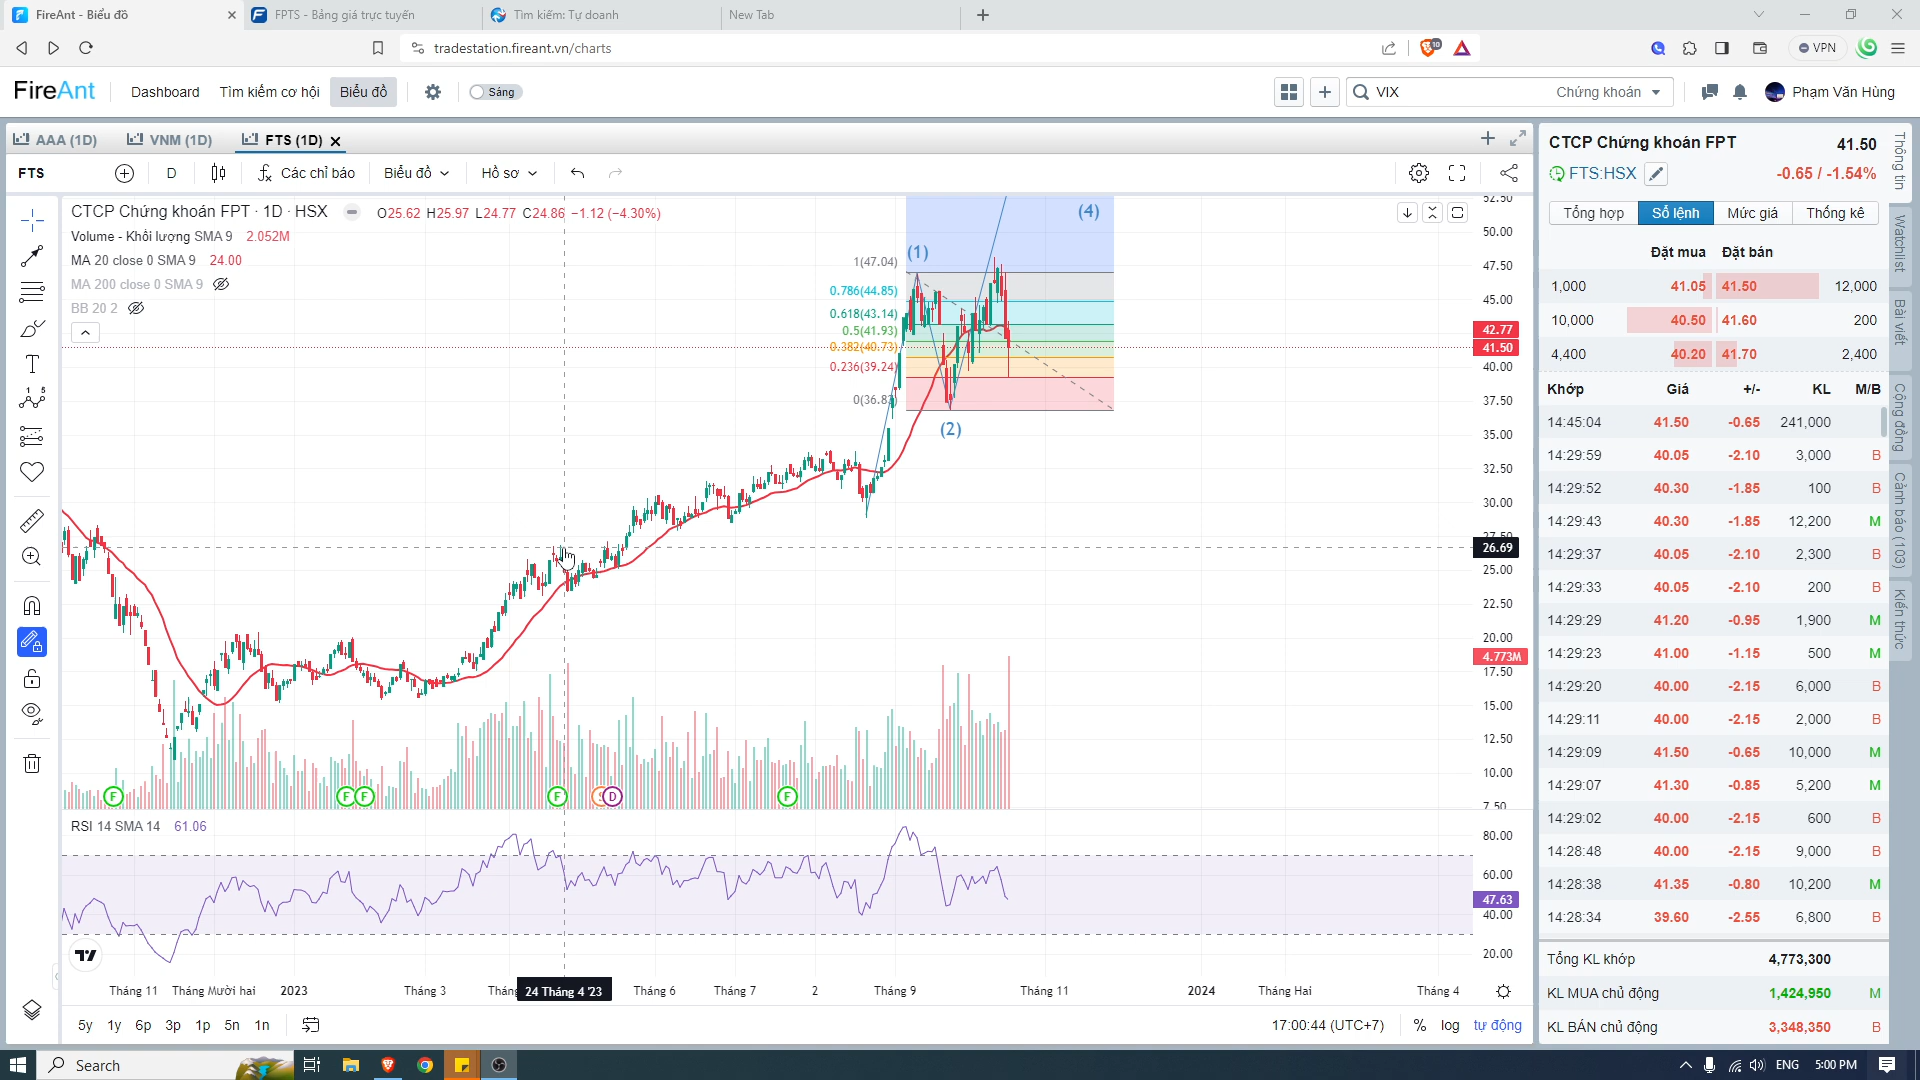 FireAnt - Biểu đồ
FPTS - Bảng giá trực tuyến
Tìm kiếm: Tự doanh
New Tab
tradestation.fireant.vn/charts
10
VPN
FireAnt
Dashboard
Tìm kiếm cơ hội
Biểu đồ
Sáng
VIX
Chứng khoán
Phạm Văn Hùng
AAA (1D)
VNM (1D)
FTS (1D)
FTS
D
Các chỉ báo
Biểu đồ
Hồ sơ
CTCP Chứng khoán FPT · 1D · HSX
O25.62 H25.97 L24.77 C24.86 −1.12 (−4.30%)
Volume - Khối lượng SMA 9 2.052M
MA 20 close 0 SMA 9 24.00
MA 200 close 0 SMA 9
BB 20 2
1(47.04)
0.786(44.85)
0.618(43.14)
0.5(41.93)
0.382(40.73)
0.236(39.24)
0(36.83)
(1)
(2)
(4)
52.50
50.00
47.50
45.00
42.77
41.50
40.00
37.50
35.00
32.50
30.00
27.50
26.69
25.00
22.50
20.00
4.773M
17.50
15.00
12.50
10.00
7.50
F
F
F
F
S
D
F
RSI 14 SMA 14 61.06
80.00
60.00
47.63
40.00
20.00
Tháng 11
Tháng Mười hai
2023
Tháng 3
Tháng
24 Tháng 4 '23
Tháng 6
Tháng 7
2
Tháng 9
Tháng 11
2024
Tháng Hai
Tháng 4
5y 1y 6p 3p 1p 5n 1n
17:00:44 (UTC+7)
% log tự động
CTCP Chứng khoán FPT 41.50
FTS:HSX -0.65 / -1.54%
Tổng hợp Sổ lệnh Mức giá Thống kê
Đặt mua Đặt bán
1,000 41.05 41.50 12,000
10,000 40.50 41.60 200
4,400 40.20 41.70 2,400
Khớp Giá +/- KL M/B
14:45:04 41.50 -0.65 241,000
14:29:59 40.05 -2.10 3,000 B
14:29:52 40.30 -1.85 100 B
14:29:43 40.30 -1.85 12,200 M
14:29:37 40.05 -2.10 2,300 B
14:29:33 40.05 -2.10 200 B
14:29:29 41.20 -0.95 1,900 M
14:29:23 41.00 -1.15 500 M
14:29:20 40.00 -2.15 6,000 B
14:29:11 40.00 -2.15 2,000 B
14:29:09 41.50 -0.65 10,000 M
14:29:07 41.30 -0.85 5,200 M
14:29:02 40.00 -2.15 600 B
14:28:48 40.00 -2.15 9,000 B
14:28:38 41.35 -0.80 10,200 M
14:28:34 39.60 -2.55 6,800 B
Tổng KL khớp 4,773,300
KL MUA chủ động 1,424,950 M
KL BÁN chủ động 3,348,350 B
Thông tin
Watchlist
Bài viết
Cộng đồng
Cảnh báo (103)
Kiến thức
Search
ENG
5:00 PM